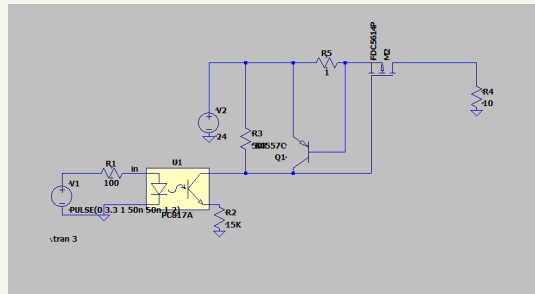 FDC5614P
M2
R5
1
R4
10
V2
24
R3
BC557C
Q1
U1
R1
in
100
V1
PULSE(0 3.3 1 50n 50n 1 2)
PC817A
R2
15K
.tran 3